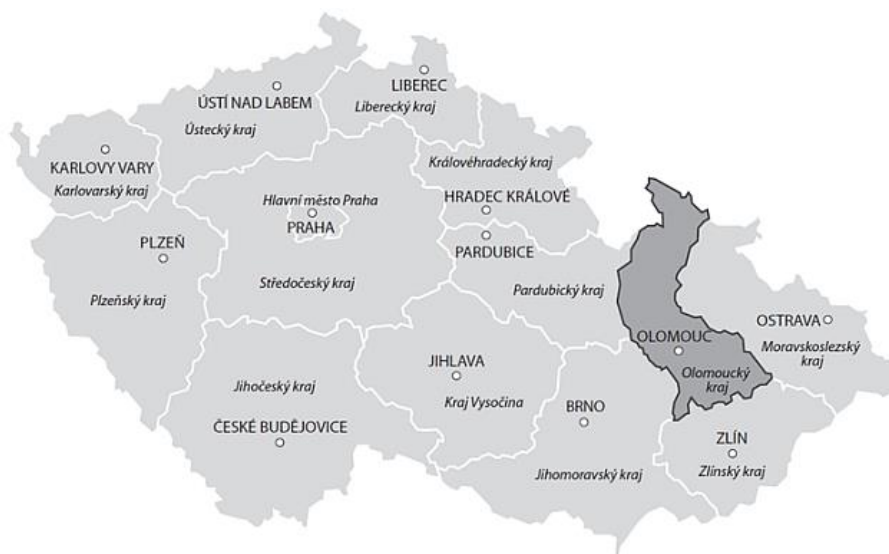 LIBEREC
Liberecký kraj
ÚSTÍ NAD LABEM
Ústecký kraj
KARLOVY VARY
Karlovarský kraj
Královéhradecký kraj
HRADEC KRÁLOVÉ
Hlavní město Praha
PRAHA
PLZEŇ
Plzeňský kraj
Středočeský kraj
PARDUBICE
Pardubický kraj
OSTRAVA
Moravskoslezský
kraj
OLOMOUC
Olomoucký
kraj
JIHLAVA
Kraj Vysočina
Jihočeský kraj
ČESKÉ BUDĚJOVICE
BRNO
Jihomoravský kraj
ZLÍN
Zlínský kraj